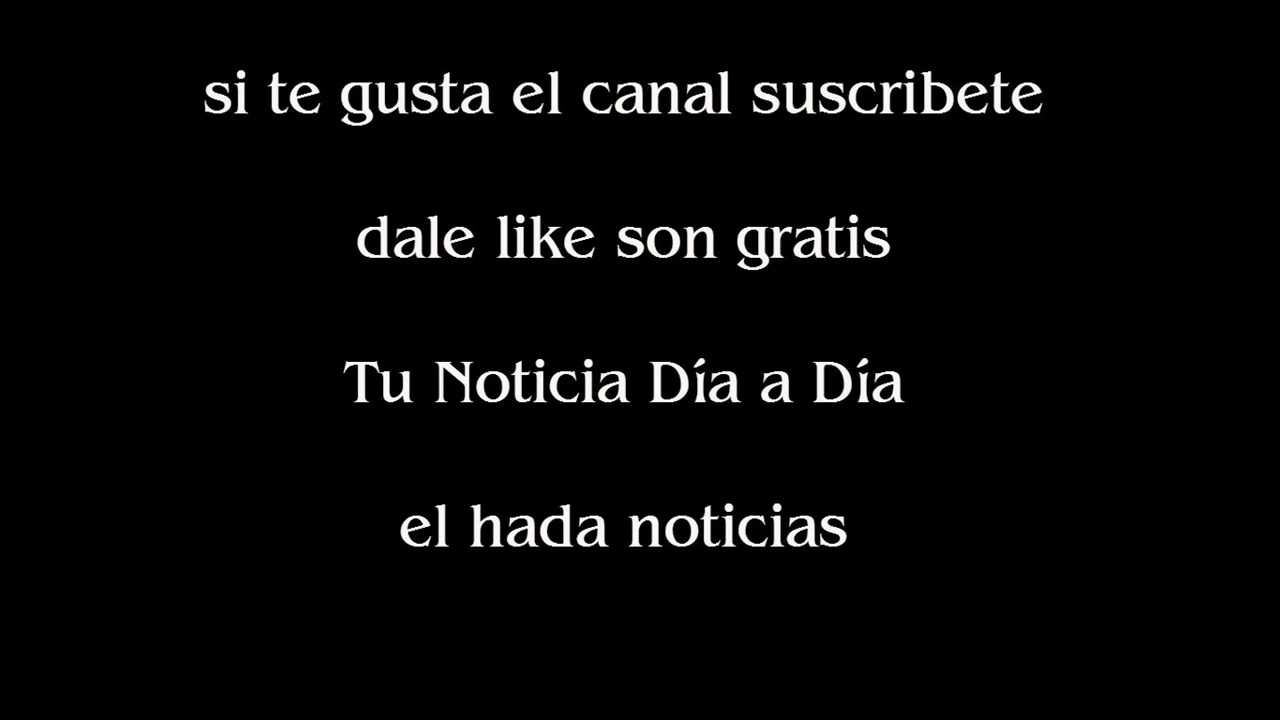 si te gusta el canal suscribete
dale like son gratis
Tu Noticia Día a Día
el hada noticias